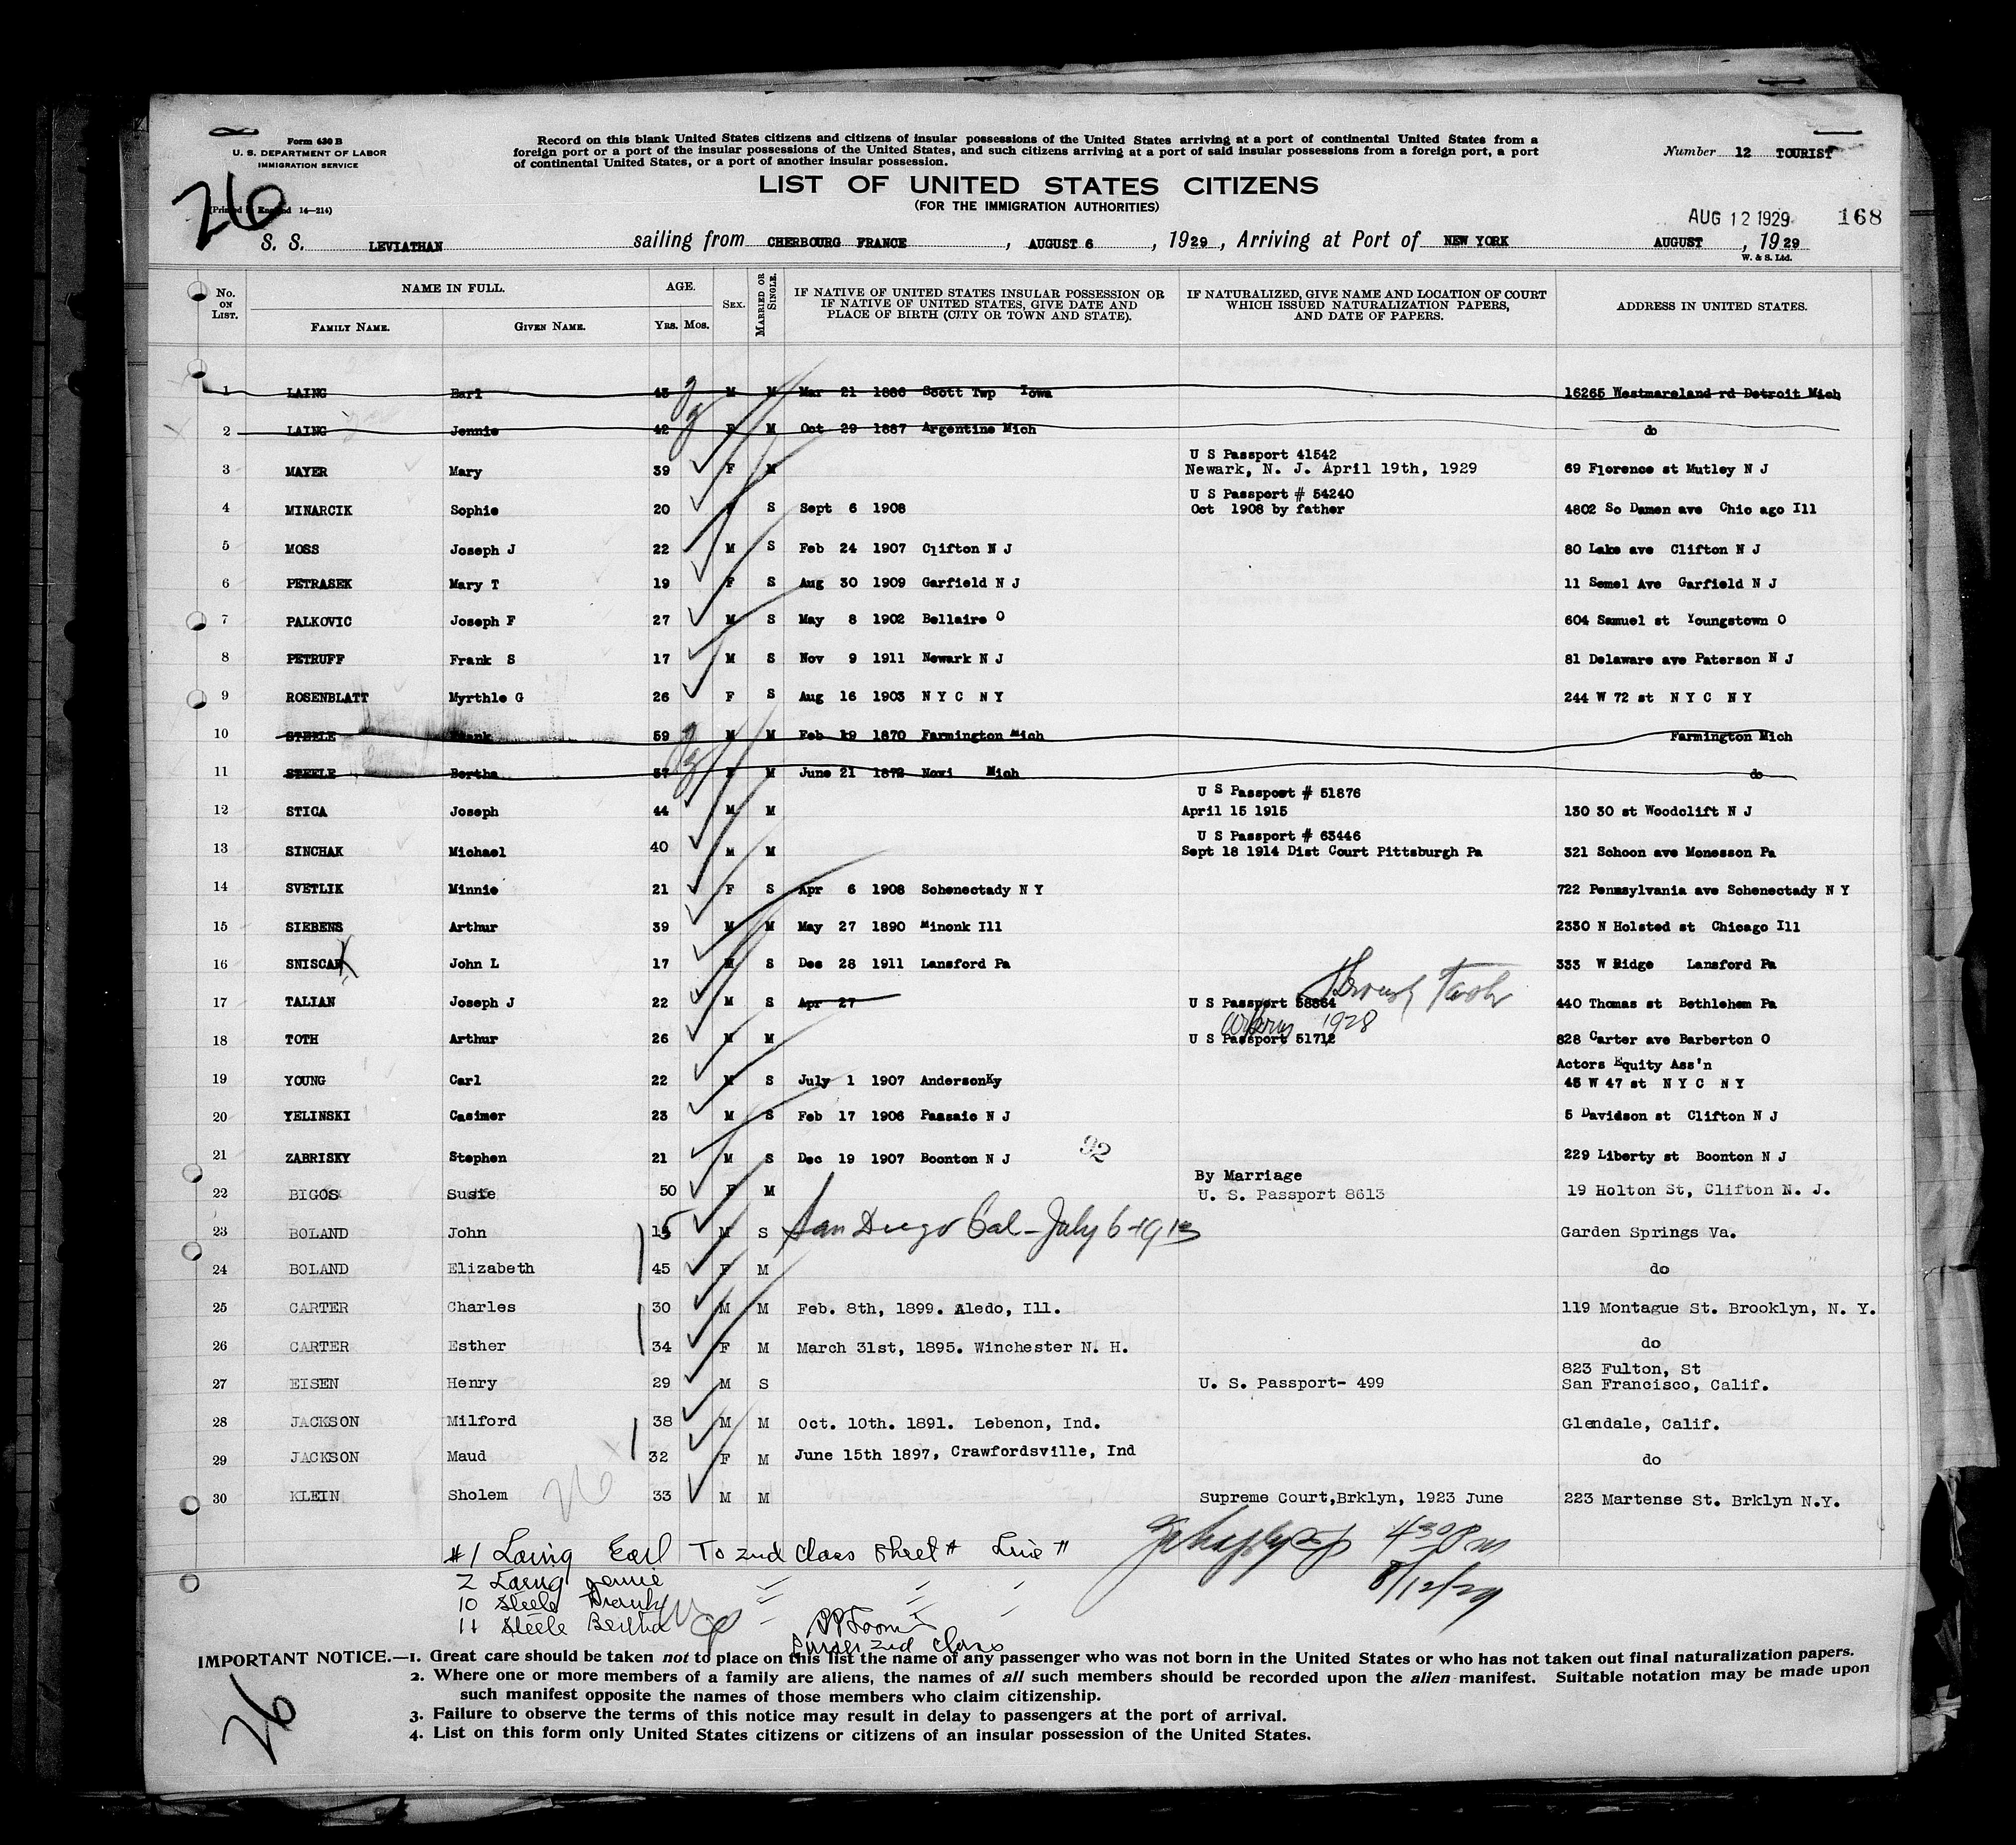 Form 630 B
U. S. DEPARTMENT OF LABOR
IMMIGRATION SERVICE
Record on this blank United States citizens and citizens of insular possessions of the United States arriving at a port of continental United States from a
foreign port or a port of the insular possessions of the United States, and such citizens arriving at a port of said insular possessions from a foreign port, a port
of continental United States, or a port of another insular possession.
Number 12 TOURIST
LIST OF UNITED STATES CITIZENS
(FOR THE IMMIGRATION AUTHORITIES)
26
14—214)
AUG 12 1929 168
S. S. LEVIATHAN sailing from CHERBOURG FRANCE, AUGUST 6, 1929, Arriving at Port of NEW YORK AUGUST, 1929
W. & S. Ltd.
No. ON LIST. NAME IN FULL. FAMILY NAME. GIVEN NAME. AGE. Yrs. Mos. SEX. MARRIED OR SINGLE. IF NATIVE OF UNITED STATES INSULAR POSSESSION OR IF NATIVE OF UNITED STATES, GIVE DATE AND PLACE OF BIRTH (CITY OR TOWN AND STATE). IF NATURALIZED, GIVE NAME AND LOCATION OF COURT WHICH ISSUED NATURALIZATION PAPERS, AND DATE OF PAPERS. ADDRESS IN UNITED STATES.
1 LAING Earl 43 M M Mar 21 1886 Scott Twp Iowa 16265 Westmoreland rd Detroit Mich
2 LAING Jennie 42 F M Oct 29 1887 Argentine Mich do
U S Passport 41542
3 MAYER Mary 39 F M Newark, N. J. April 19th, 1929 69 Florence st Nutley N J
U S Passport # 54240
4 MINARCIK Sophie 20 F S Sept 6 1908 Oct 1908 by father 4802 So Damen ave Chic ago Ill
5 MOSS Joseph J 22 M S Feb 24 1907 Clifton N J 80 Lake ave Clifton N J
6 PETRASEK Mary T 19 F S Aug 30 1909 Garfield N J 11 Semel Ave Garfield N J
7 PALKOVIC Joseph F 27 M S May 8 1902 Bellaire O 604 Samuel st Youngstown O
8 PETRUFF Frank S 17 M S Nov 9 1911 Newark N J 81 Delaware ave Paterson N J
9 ROSENBLATT Myrthle G 26 F S Aug 16 1903 N Y C N Y 244 W 72 st N Y C N Y
10 STEELE Frank 59 M M Feb 19 1870 Farmington Mich Farmington Mich
11 STEELE Bertha 57 F M June 21 1872 Novi Mich do
U S Passport # 51876
12 STICA Joseph 44 M M April 15 1915 130 30 st Woodclift N J
U S Passport # 63446
13 SINCHAK Michael 40 M M Sept 18 1914 Dist Court Pittsburgh Pa 321 Schoon ave Monesson Pa
14 SVETLIK Minnie 21 F S Apr 6 1908 Schenectady N Y 722 Pennsylvania ave Schenectady N Y
15 SIEBENS Arthur 39 M M May 27 1890 Minonk Ill 2330 N Holsted st Chicago Ill
16 SNISCAK John L 17 M S Dec 28 1911 Lansford Pa 333 W Ridge Lansford Pa
17 TALIAN Joseph J 22 M S Apr 27 U S Passport 58864 440 Thomas st Bethlehem Pa
1928
18 TOTH Arthur 26 M M U S Passport 51712 828 Carter ave Barberton O
Actors Equity Ass'n
19 YOUNG Carl 22 M S July 1 1907 AndersonKy 45 W 47 st N Y C N Y
20 YELINSKI Casimer 23 M S Feb 17 1906 Passaic N J 5 Davidson st Clifton N J
21 ZABRISKY Stephen 21 M S Dec 19 1907 Boonton N J 92 229 Liberty st Boonton N J
By Marriage
22 BIGOS Susie 50 F M U. S. Passport 8613 19 Holton St, Clifton N. J.
23 BOLAND John 15 M S San Diego Cal - July 6 - 1913 Garden Springs Va.
24 BOLAND Elizabeth 45 F M do
25 CARTER Charles 30 M M Feb. 8th, 1899. Aledo, Ill. 119 Montague St. Brooklyn, N. Y.
26 CARTER Esther 34 F M March 31st, 1895. Winchester N. H. do
823 Fulton, St
27 EISEN Henry 29 M S U. S. Passport- 499 San Francisco, Calif.
28 JACKSON Milford 38 M M Oct. 10th. 1891. Lebenon, Ind. Glendale, Calif.
29 JACKSON Maud 32 F M June 15th 1897, Crawfordsville, Ind do
30 KLEIN Sholem 33 M M Supreme Court,Brklyn, 1923 June 223 Martense St. Brklyn N.Y.
26
#1 Laing Earl To 2nd Class Sheet # Line #
4 30 Pm
2 Laing Jennie
8/12/29
10 Steele Frank
11 Steele Bertha
Purser 2nd Class
IMPORTANT NOTICE.—1. Great care should be taken not to place on this list the name of any passenger who was not born in the United States or who has not taken out final naturalization papers.
2. Where one or more members of a family are aliens, the names of all such members should be recorded upon the alien manifest. Suitable notation may be made upon
such manifest opposite the names of those members who claim citizenship.
3. Failure to observe the terms of this notice may result in delay to passengers at the port of arrival.
4. List on this form only United States citizens or citizens of an insular possession of the United States.
26